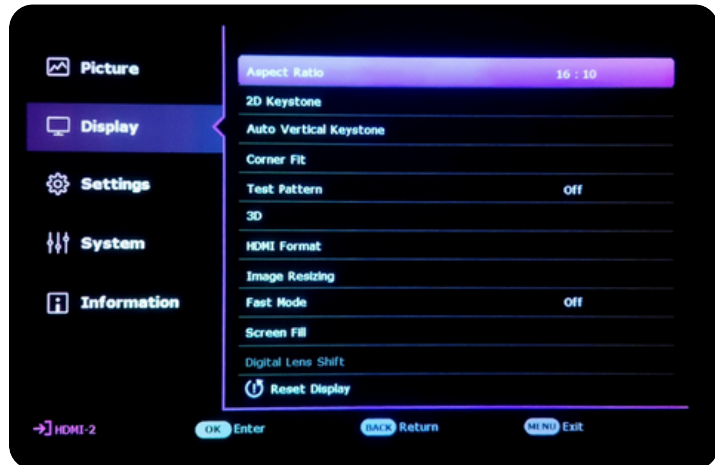 Picture
Display
Settings
System
Information
Aspect Ratio 16 : 10
2D Keystone
Auto Vertical Keystone
Corner Fit
Test Pattern Off
3D
HDMI Format
Image Resizing
Fast Mode Off
Screen Fill
Digital Lens Shift
Reset Display
HDMI-2 OK Enter BACK Return MENU Exit